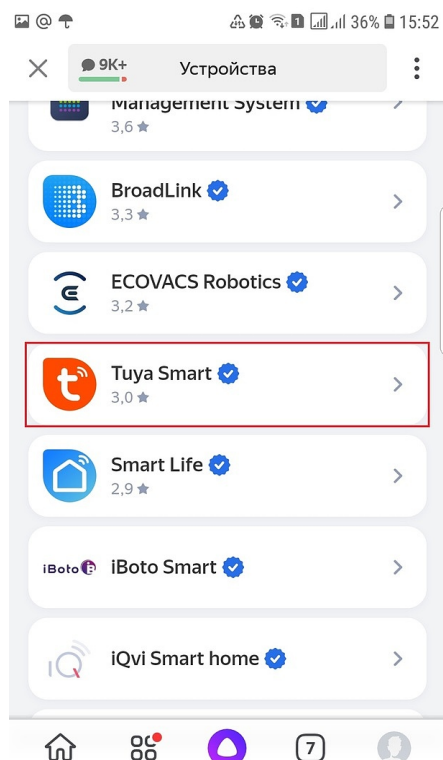 36% 15:52
9K+
Устройства
Management System
3,6
BroadLink
3,3
ECOVACS Robotics
3,2
Tuya Smart
3,0
Smart Life
2,9
iBoto
iBoto Smart
iQ
iQvi Smart home
7